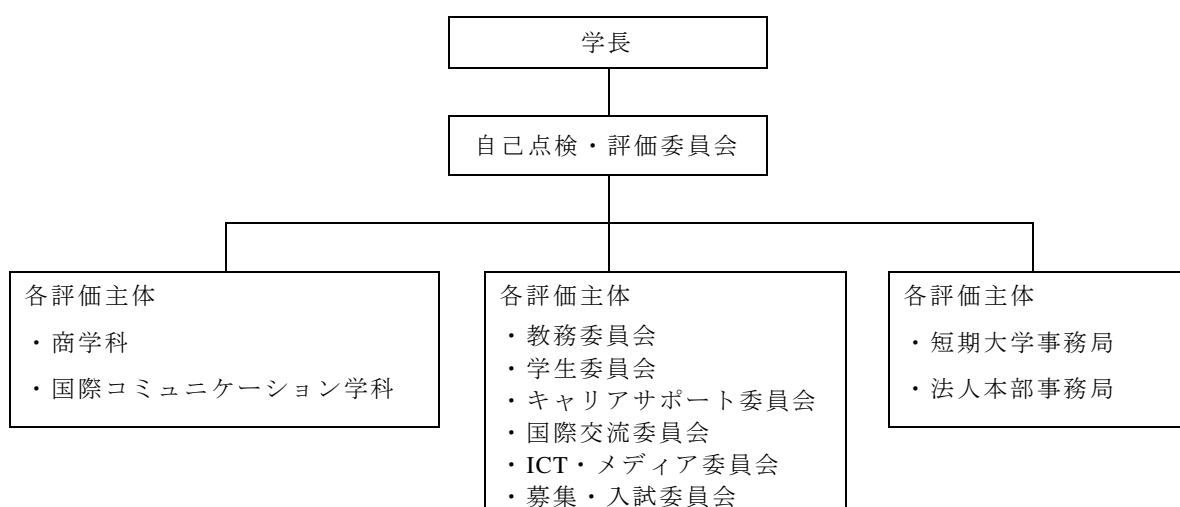 学長
自己点検・評価委員会
各評価主体
・商学科
・国際コミュニケーション学科
各評価主体
・教務委員会
・学生委員会
・キャリアサポート委員会
・国際交流委員会
・ICT・メディア委員会
・募集・入試委員会
各評価主体
・短期大学事務局
・法人本部事務局